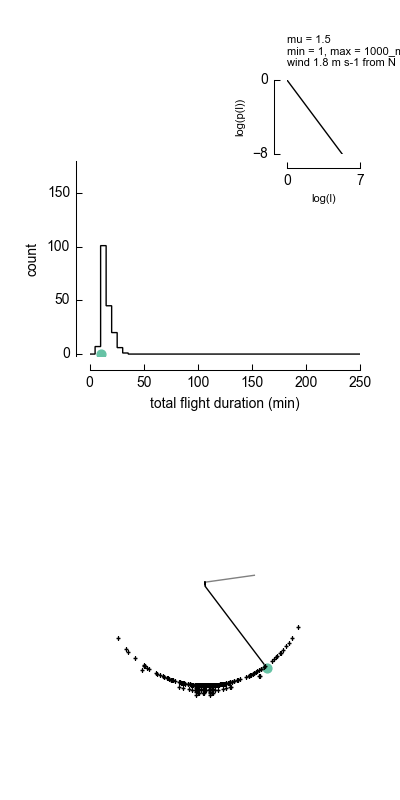 mu = 1.5
min = 1, max = 1000_m
wind 1.8 m s-1 from N
0
log(p(l))
−8
0 7
log(l)
150
100
50
0
count
0 50 100 150 200 250
total flight duration (min)